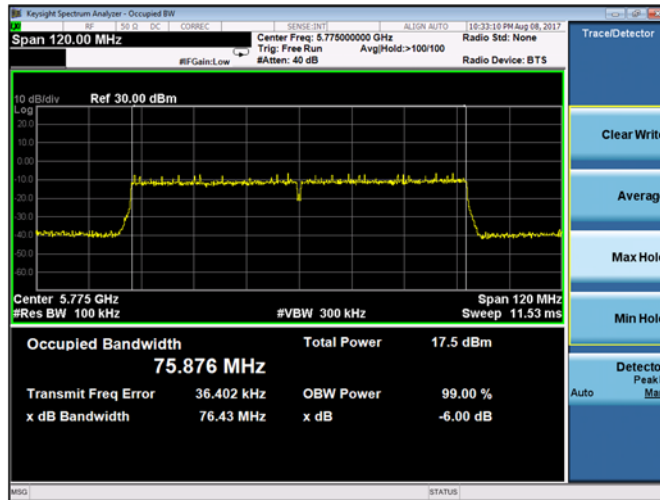 Keysight Spectrum Analyzer - Occupied BW
RF 50 Ω DC CORREC SENSE:INT ALIGN AUTO 10:33:10 PM Aug 08, 2017
Span 120.00 MHz
Center Freq: 5.775000000 GHz
Radio Std: None
Trig: Free Run Avg|Hold:>100/100
#IFGain:Low
#Atten: 40 dB
Radio Device: BTS
Trace/Detector
10 dB/div Ref 30.00 dBm
Log
20.0
10.0
0.00
-10.0
-20.0
-30.0
-40.0
-50.0
-60.0
Center 5.775 GHz
Span 120 MHz
#Res BW 100 kHz
#VBW 300 kHz
Sweep 11.53 ms
Occupied Bandwidth
Total Power 17.5 dBm
75.876 MHz
Transmit Freq Error 36.402 kHz
OBW Power 99.00 %
x dB Bandwidth 76.43 MHz
x dB -6.00 dB
Clear Write
Average
Max Hol
Min Hol
Detecto
Peak
Auto Ma
MSG
STATUS